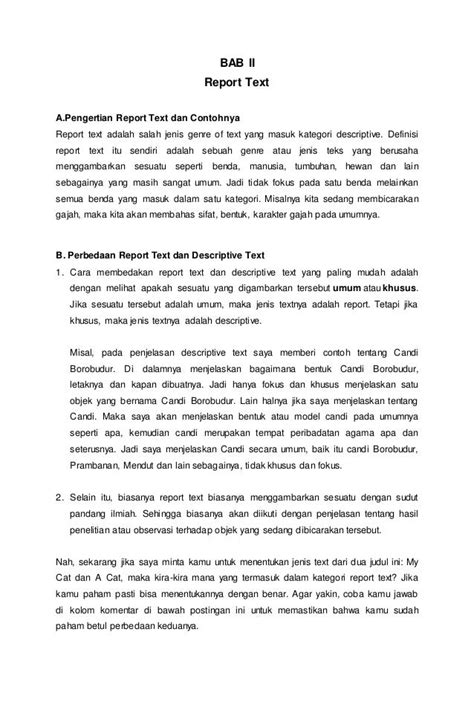 BAB II
Report Text
A.Pengertian Report Text dan Contohnya
Report text adalah salah jenis genre of text yang masuk kategori descriptive. Definisi
report text itu sendiri adalah sebuah genre atau jenis teks yang berusaha
menggambarkan sesuatu seperti benda, manusia, tumbuhan, hewan dan lain
sebagainya yang masih sangat umum. Jadi tidak fokus pada satu benda melainkan
semua benda yang masuk dalam satu kategori. Misalnya kita sedang membicarakan
gajah, maka kita akan membahas sifat, bentuk, karakter gajah pada umumnya.
B. Perbedaan Report Text dan Descriptive Text
1. Cara membedakan report text dan descriptive text yang paling mudah adalah
dengan melihat apakah sesuatu yang digambarkan tersebut umum atau khusus.
Jika sesuatu tersebut adalah umum, maka jenis textnya adalah report. Tetapi jika
khusus, maka jenis textnya adalah descriptive.
Misal, pada penjelasan descriptive text saya memberi contoh tentang Candi
Borobudur. Di dalamnya menjelaskan bagaimana bentuk Candi Borobudur,
letaknya dan kapan dibuatnya. Jadi hanya fokus dan khusus menjelaskan satu
objek yang bernama Candi Borobudur. Lain halnya jika saya menjelaskan tentang
Candi. Maka saya akan menjelaskan bentuk atau model candi pada umumnya
seperti apa, kemudian candi merupakan tempat peribadatan agama apa dan
seterusnya. Jadi saya menjelaskan Candi secara umum, baik itu candi Borobudur,
Prambanan, Mendut dan lain sebagainya, tidak khusus dan fokus.
2. Selain itu, biasanya report text biasanya menggambarkan sesuatu dengan sudut
pandang ilmiah. Sehingga biasanya akan diikuti dengan penjelasan tentang hasil
penelitian atau observasi terhadap objek yang sedang dibicarakan tersebut.
Nah, sekarang jika saya minta kamu untuk menentukan jenis text dari dua judul ini: My
Cat dan A Cat, maka kira-kira mana yang termasuk dalam kategori report text? Jika
kamu paham pasti bisa menentukannya dengan benar. Agar yakin, coba kamu jawab
di kolom komentar di bawah postingan ini untuk memastikan bahwa kamu sudah
paham betul perbedaan keduanya.